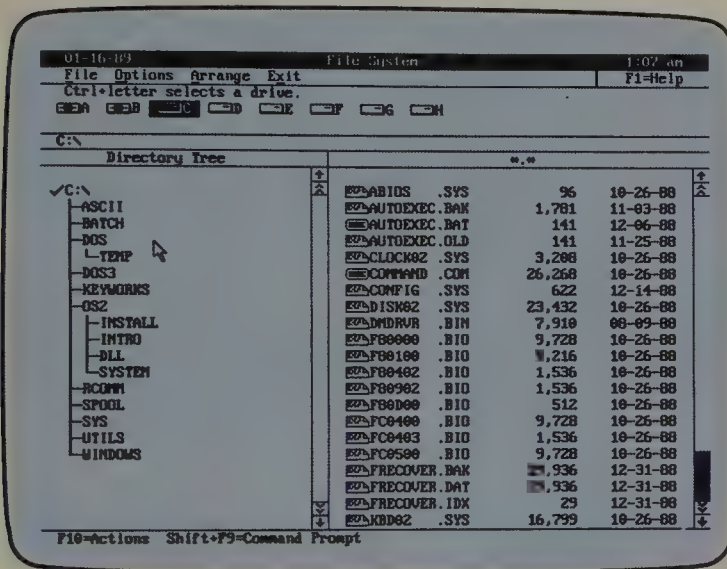 01-16-89 File System 1:07 am
File Options Arrange Exit F1=Help
Ctrl+letter selects a drive.
A B C D E F G H
C:\
Directory Tree *.*
C:\
ASCII
BATCH
DOS
TEMP
DOS3
KEYWORKS
OS2
INSTALL
INTRO
DLL
SYSTEM
RCOMM
SPOOL
SYS
UTILS
WINDOWS
ABIOS .SYS 96 10-26-88
AUTOEXEC.BAK 1,781 11-03-88
AUTOEXEC.BAT 141 12-06-88
AUTOEXEC.OLD 141 11-25-88
CLOCK02 .SYS 3,208 10-26-88
COMMAND .COM 26,268 10-26-88
CONFIG .SYS 622 12-14-88
DISK02 .SYS 23,432 10-26-88
DMDRVR .BIN 7,910 08-09-88
F80000 .BIO 9,728 10-26-88
F80100 .BIO 10-26-88
F80402 .BIO 1,536 10-26-88
F80902 .BIO 1,536 10-26-88
F80D00 .BIO 512 10-26-88
FC0400 .BIO 9,728 10-26-88
FC0403 .BIO 1,536 10-26-88
FC0500 .BIO 9,728 10-26-88
FRECOVER.BAK 12-31-88
FRECOVER.DAT 12-31-88
FRECOVER.IDX 29 12-31-88
KBD02 .SYS 16,799 10-26-88
F10=Actions Shift+F9=Command Prompt